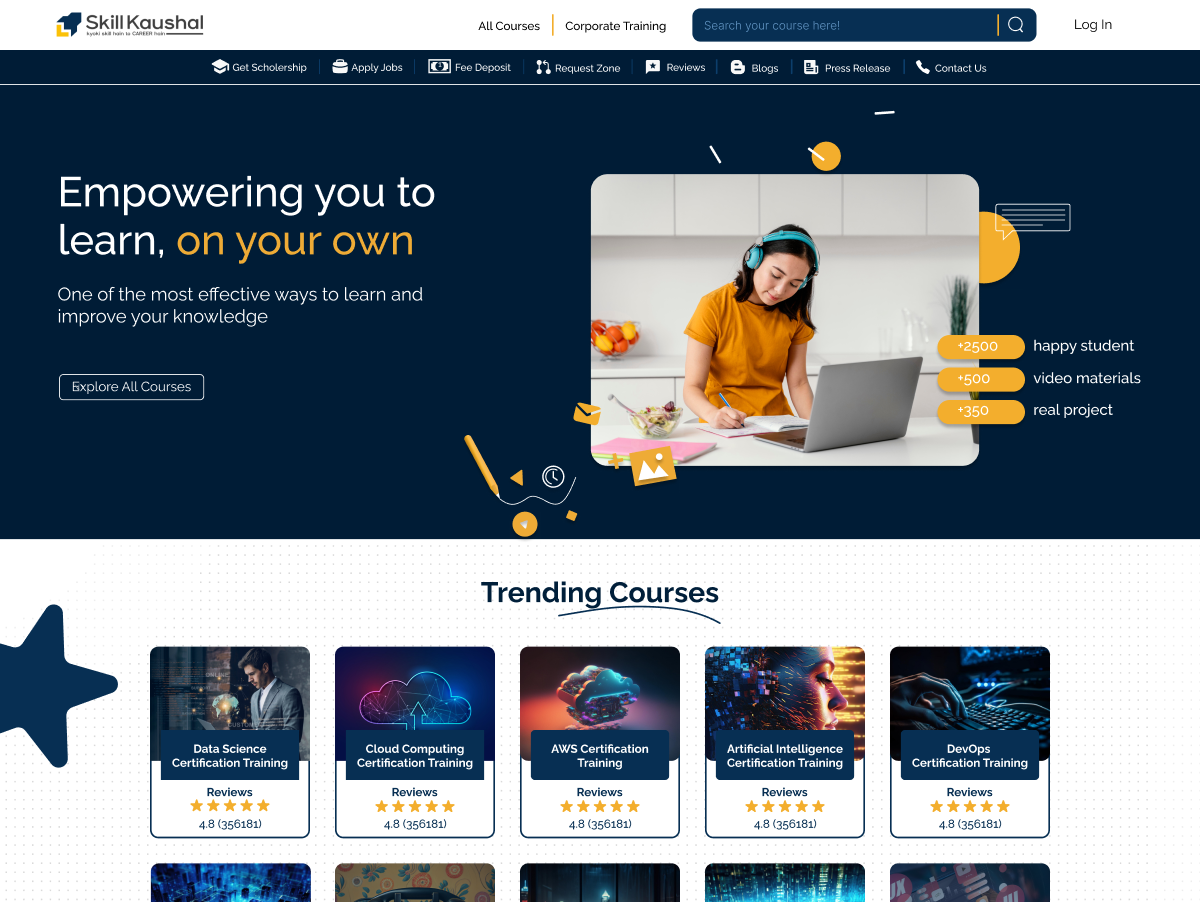 Skill Kaushal
kyuki skill hain to CAREER hain
All Courses
Corporate Training
Search your course here!
Log In
Get Scholership
Apply Jobs
Fee Deposit
Request Zone
Reviews
Blogs
Press Release
Contact Us
Empowering you to
learn, on your own
One of the most effective ways to learn and
improve your knowledge
Explore All Courses
+2500 happy student
+500 video materials
+350 real project
Trending Courses
Data Science
Certification Training
Reviews
4.8 (356181)
Cloud Computing
Certification Training
Reviews
4.8 (356181)
AWS Certification
Training
Reviews
4.8 (356181)
Artificial Intelligence
Certification Training
Reviews
4.8 (356181)
DevOps
Certification Training
Reviews
4.8 (356181)
UX